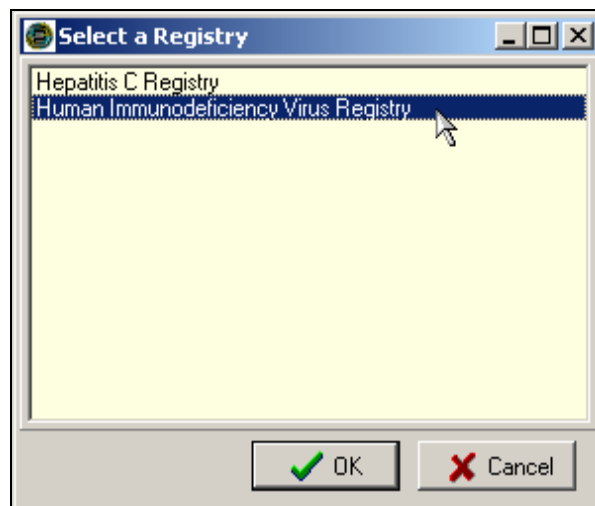 Select a Registry
Hepatitis C Registry
Human Immunodeficiency Virus Registry
OK
Cancel